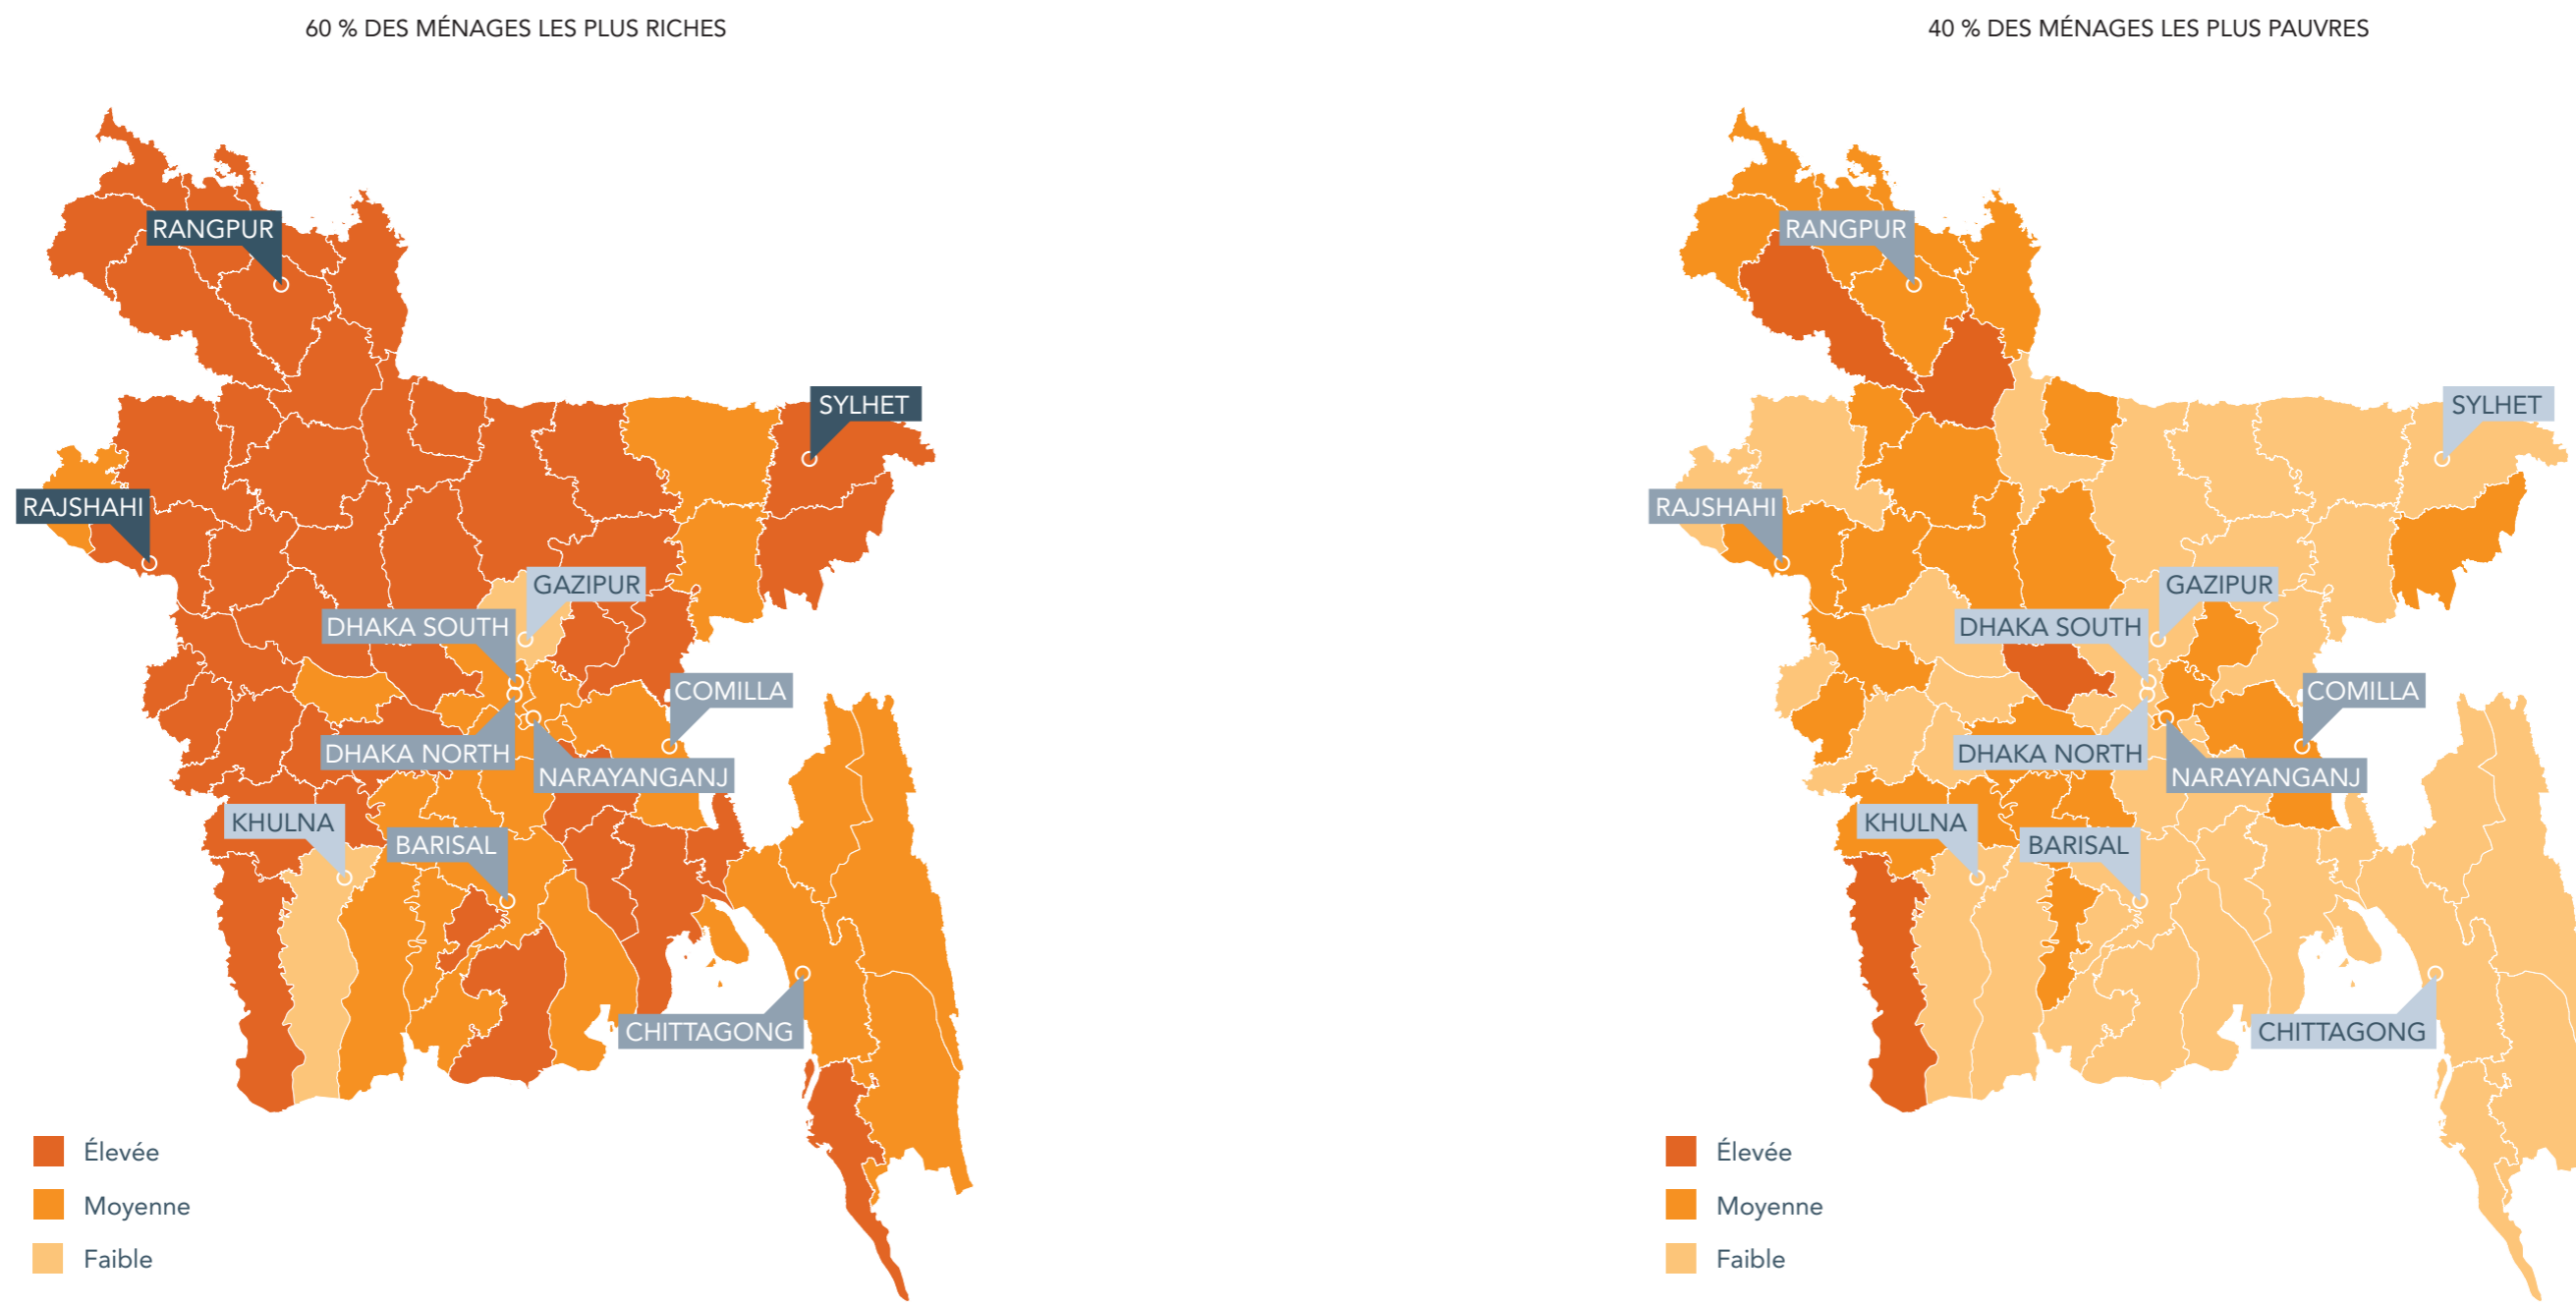 60 % DES MÉNAGES LES PLUS RICHES
RANGPUR
SYLHET
RAJSHAHI
GAZIPUR
DHAKA SOUTH
COMILLA
DHAKA NORTH
NARAYANGANJ
KHULNA
BARISAL
CHITTAGONG
Élevée
Moyenne
Faible
40 % DES MÉNAGES LES PLUS PAUVRES
RANGPUR
SYLHET
RAJSHAHI
GAZIPUR
DHAKA SOUTH
COMILLA
DHAKA NORTH
NARAYANGANJ
KHULNA
BARISAL
CHITTAGONG
Élevée
Moyenne
Faible